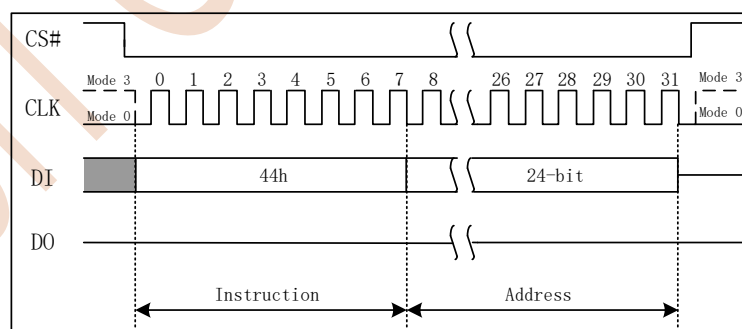 CS#
Mode 3 0 1 2 3 4 5 6 7 8 26 27 28 29 30 31 Mode 3
CLK
Mode 0 Mode 0
DI 44h 24-bit
DO
Instruction Address